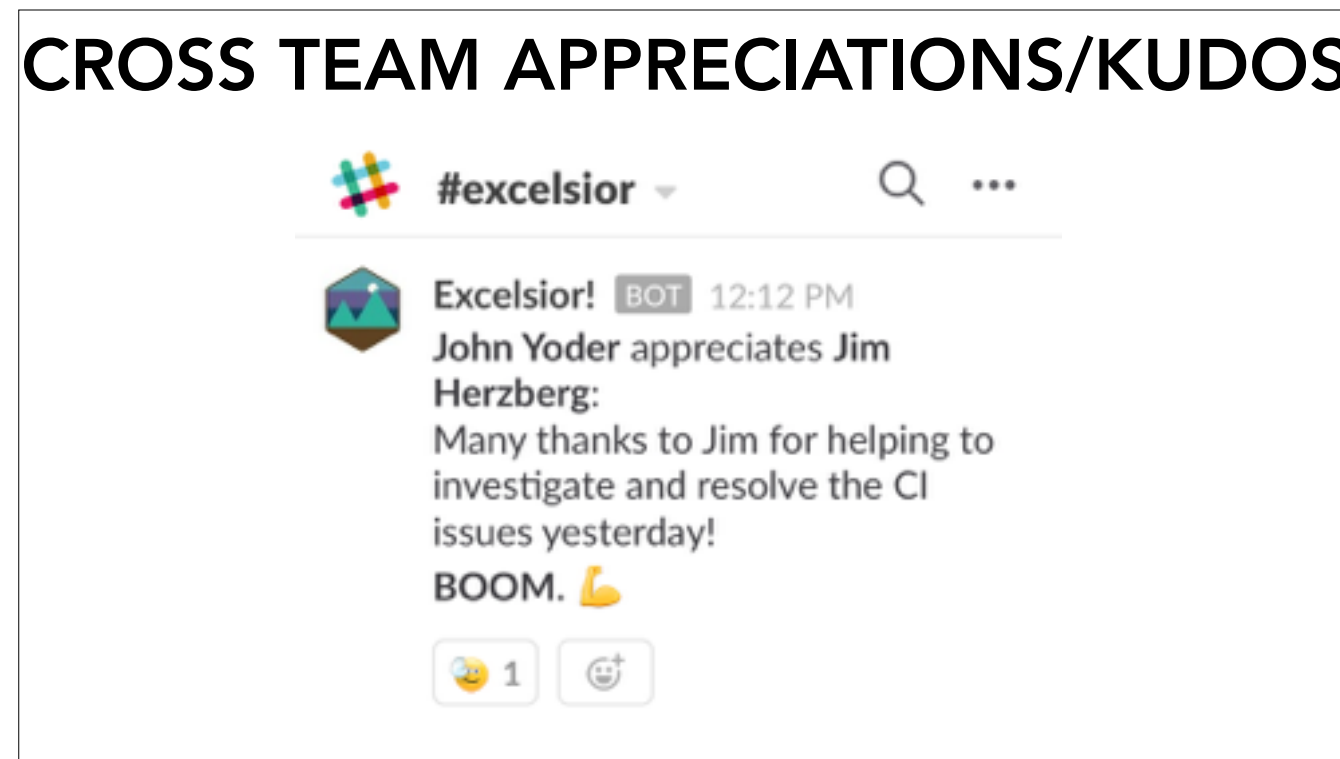 CROSS TEAM APPRECIATIONS/KUDOS
#excelsior
Excelsior! BOT 12:12 PM
John Yoder appreciates Jim
Herzberg:
Many thanks to Jim for helping to
investigate and resolve the CI
issues yesterday!
BOOM. 💪
1